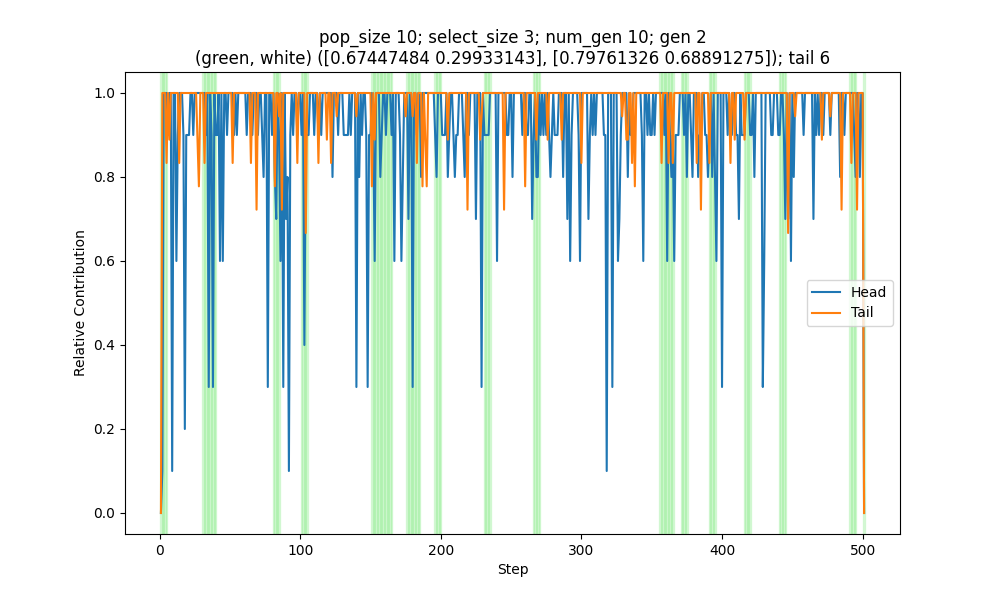 pop_size 10; select_size 3; num_gen 10; gen 2
(green, white) ([0.67447484 0.29933143], [0.79761326 0.68891275]); tail 6
1.0
0.8
0.6
0.4
0.2
0.0
Relative Contribution
Head
Tail
0
100
200
300
400
500
Step